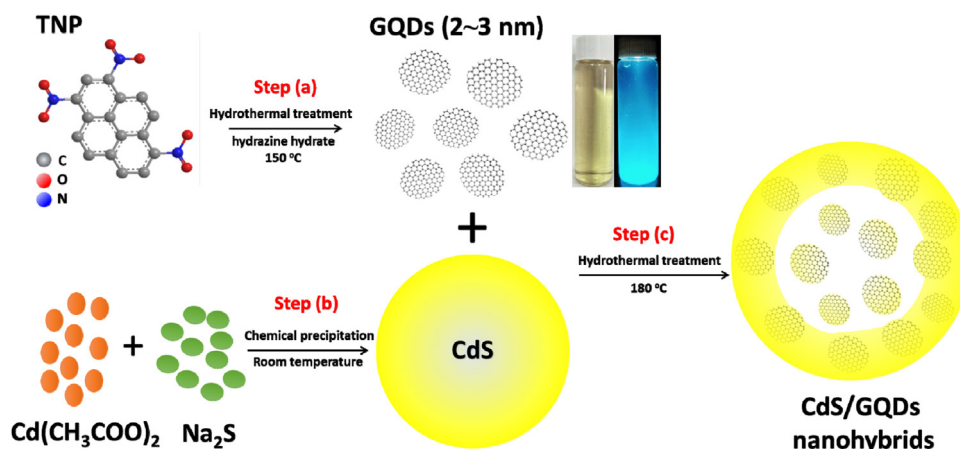 TNP
GQDs (2~3 nm)
Step (a)
Hydrothermal treatment
hydrazine hydrate
150 °C
C
O
N
+
Step (c)
Hydrothermal treatment
180 °C
Step (b)
Chemical precipitation
Room temperature
+
CdS
Cd(CH₃COO)₂
Na₂S
CdS/GQDs
nanohybrids